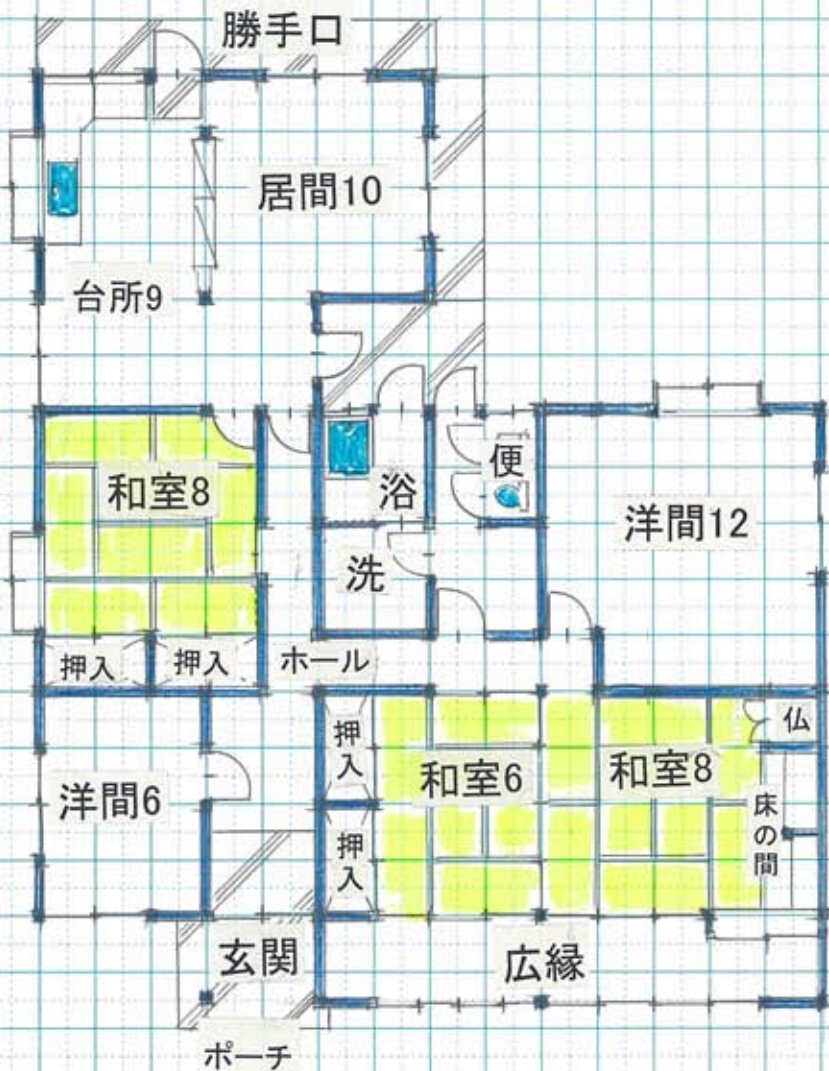 勝手口
居間10
台所9
和室8
浴
便
洋間12
洗
押入
押入
ホール
洋間6
押入
和室6
和室8
仏
押入
床の間
玄関
広縁
ポーチ